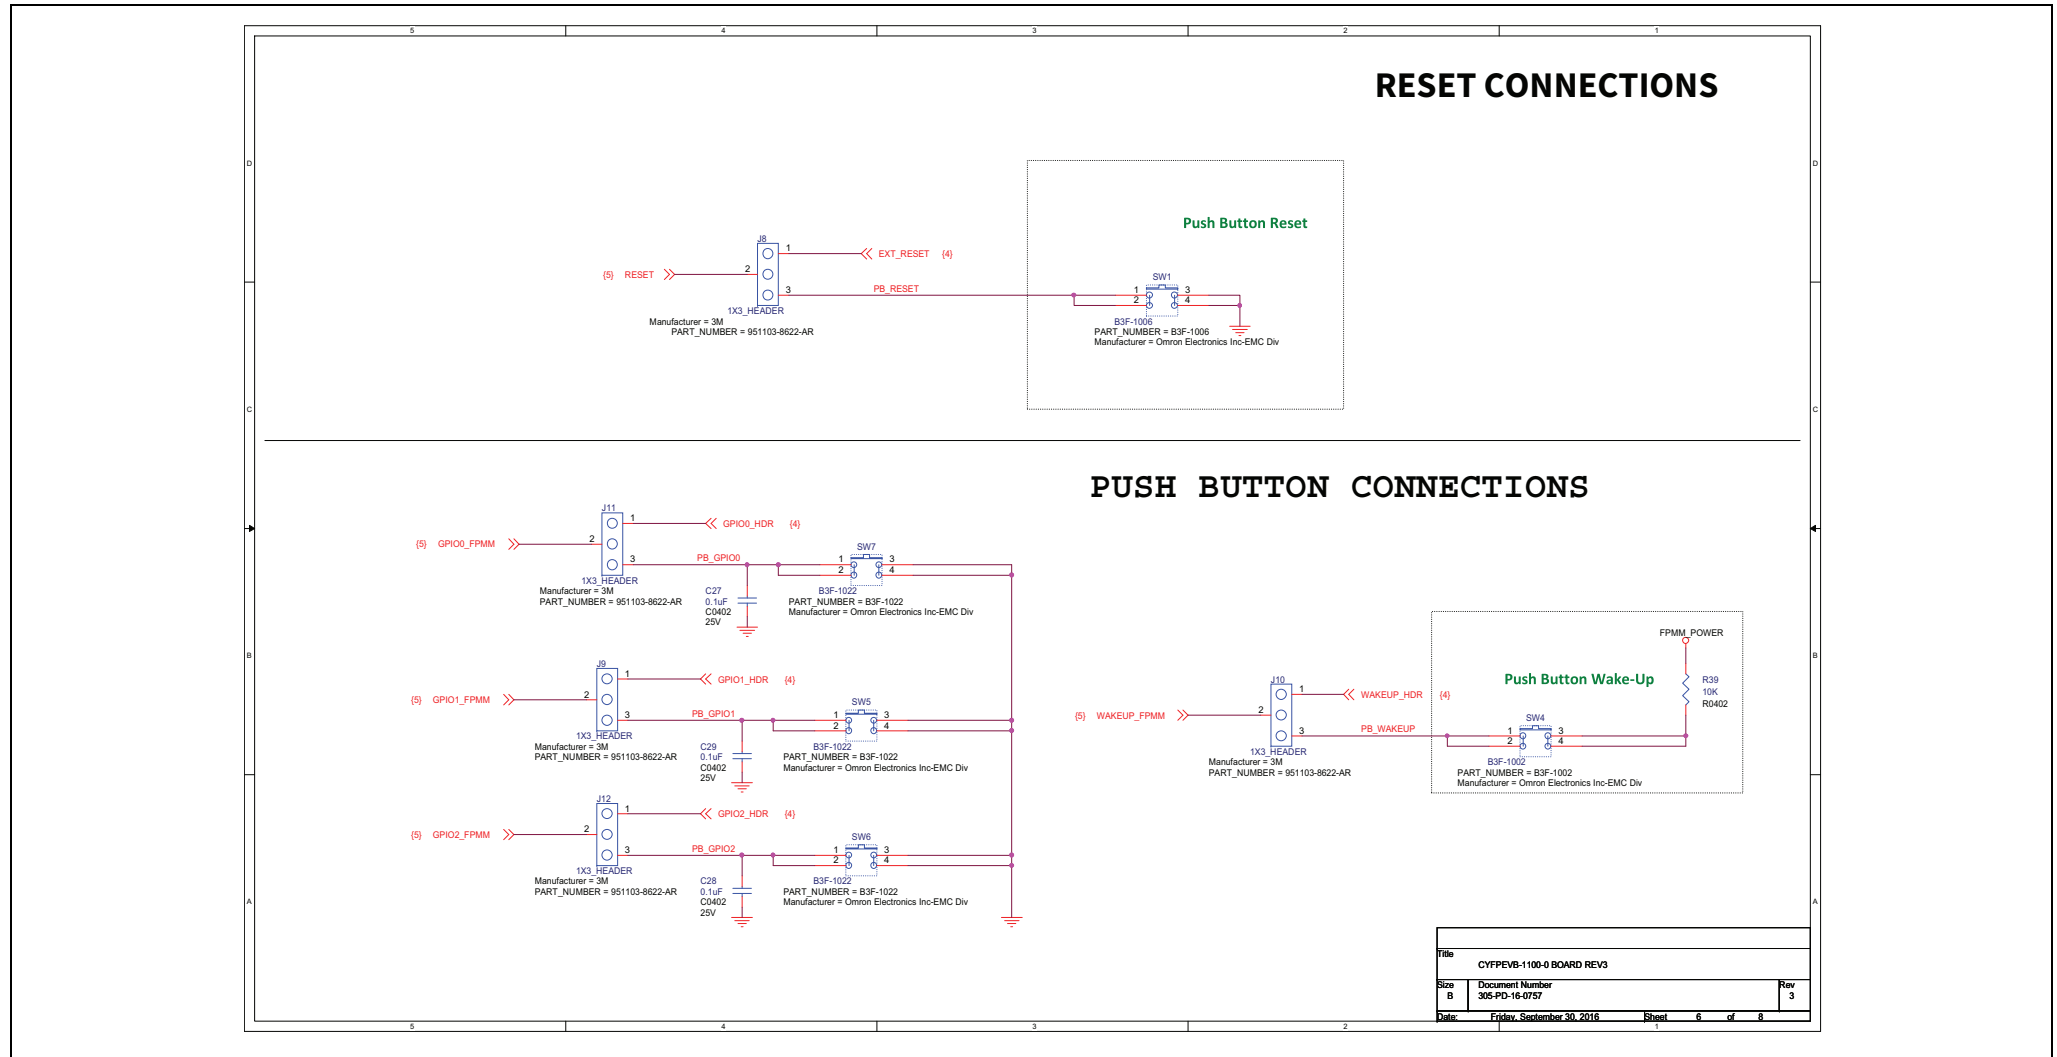 5 4 3 2 1
RESET CONNECTIONS
D D
Push Button Reset
J8
1
EXT_RESET {4}
{5} RESET
2
3
PB_RESET
SW1
1 3
2 4
1X3_HEADER
Manufacturer = 3M
PART_NUMBER = 951103-8622-AR
B3F-1006
PART_NUMBER = B3F-1006
Manufacturer = Omron Electronics Inc-EMC Div
C C
PUSH BUTTON CONNECTIONS
J11
1
GPIO0_HDR {4}
{5} GPIO0_FPMM
2
3
PB_GPIO0
SW7
1 3
2 4
1X3_HEADER
Manufacturer = 3M
PART_NUMBER = 951103-8622-AR
C27
0.1uF
C0402
25V
B3F-1022
PART_NUMBER = B3F-1022
Manufacturer = Omron Electronics Inc-EMC Div
B B
J9
1
GPIO1_HDR {4}
{5} GPIO1_FPMM
2
3
PB_GPIO1
SW5
1 3
2 4
1X3_HEADER
Manufacturer = 3M
PART_NUMBER = 951103-8622-AR
C29
0.1uF
C0402
25V
B3F-1022
PART_NUMBER = B3F-1022
Manufacturer = Omron Electronics Inc-EMC Div
FPMM_POWER
Push Button Wake-Up
R39
10K
R0402
J10
1
WAKEUP_HDR {4}
{5} WAKEUP_FPMM
2
3
PB_WAKEUP
SW4
1 3
2 4
1X3_HEADER
Manufacturer = 3M
PART_NUMBER = 951103-8622-AR
B3F-1002
PART_NUMBER = B3F-1002
Manufacturer = Omron Electronics Inc-EMC Div
J12
1
GPIO2_HDR {4}
{5} GPIO2_FPMM
2
3
PB_GPIO2
SW6
1 3
2 4
1X3_HEADER
Manufacturer = 3M
PART_NUMBER = 951103-8622-AR
C28
0.1uF
C0402
25V
B3F-1022
PART_NUMBER = B3F-1022
Manufacturer = Omron Electronics Inc-EMC Div
A A
Title
CYFPEVB-1100-0 BOARD REV3
Size Document Number Rev
B 305-PD-16-0757 3
Date: Friday, September 30, 2016 Sheet 6 of 8
5 4 3 2 1